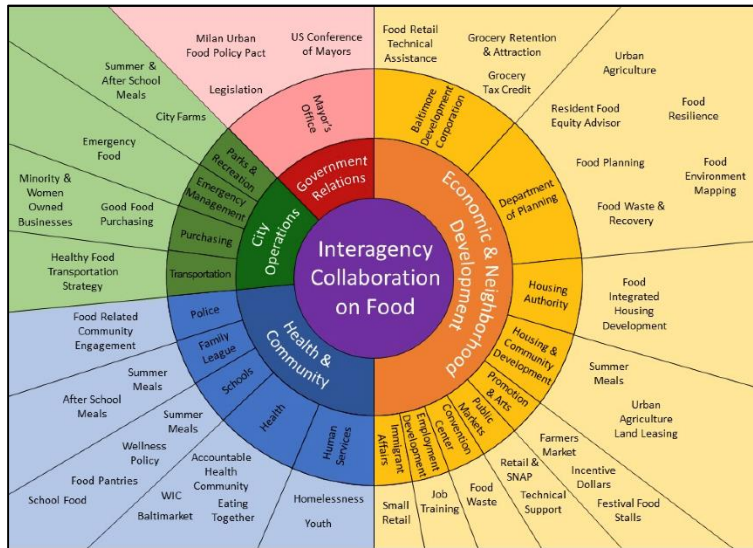 Interagency
Collaboration
on Food
Government
Relations
Mayor's
Office
Milan Urban
Food Policy Pact
US Conference
of Mayors
Legislation
Economic & Neighborhood
Development
Baltimore
Development
Corporation
Food Retail
Technical
Assistance
Grocery Retention
& Attraction
Grocery
Tax Credit
Department
of Planning
Urban
Agriculture
Resident Food
Equity Advisor
Food
Resilience
Food Planning
Food
Environment
Mapping
Food Waste &
Recovery
Housing
Authority
Food
Integrated
Housing
Development
Housing &
Community
Development
Summer
Meals
Urban
Agriculture
Land Leasing
Promotion
& Arts
Farmers
Market
Incentive
Dollars
Festival Food
Stalls
Public
Markets
Retail &
SNAP
Technical
Support
Convention
Center
Food
Waste
Employment
Development
Job
Training
Immigrant
Affairs
Small
Retail
Health &
Community
Human
Services
Homelessness
Youth
Health
Accountable
Health
Community
WIC
Eating
Together
Baltimarket
Schools
Summer
Meals
Wellness
Policy
Food Pantries
School Food
Family
League
Summer
Meals
After School
Meals
Police
Food Related
Community
Engagement
City
Operations
Transportation
Healthy Food
Transportation
Strategy
Purchasing
Minority &
Women
Owned
Businesses
Good Food
Purchasing
Emergency
Management
Emergency
Food
Parks &
Recreation
Summer &
After School
Meals
City Farms